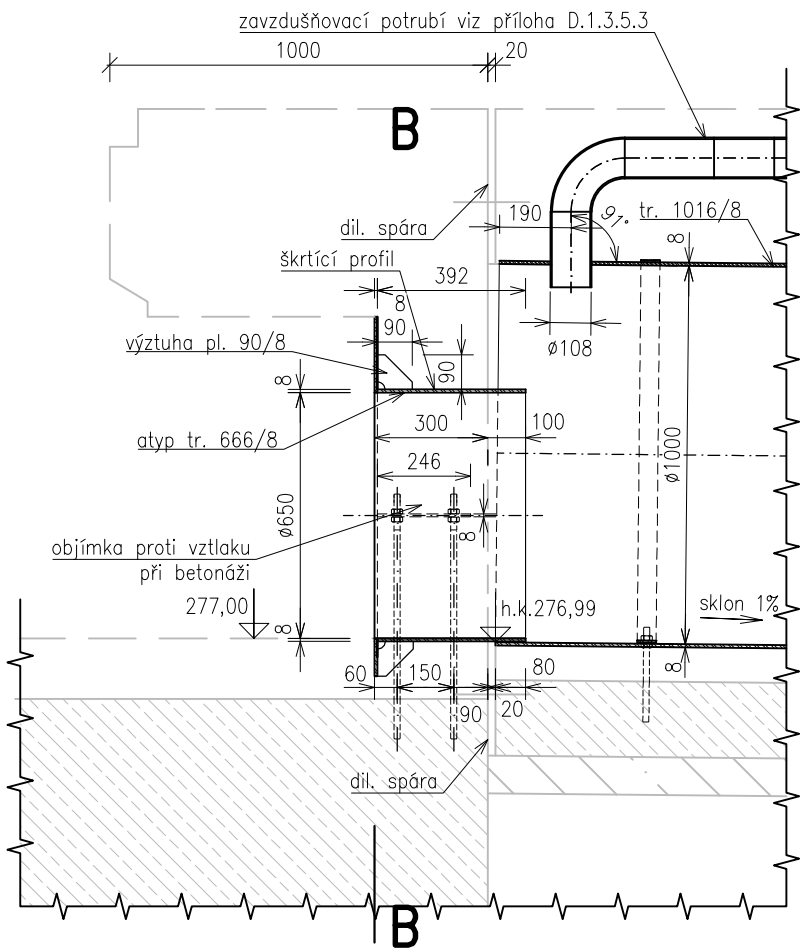 zavzdušňovací potrubí viz příloha D.1.3.5.3
1000
20
B
190
91°
tr. 1016/8
8
dil. spára
škrtící profil
392
8
90
výztuha pl. 90/8
90
ø108
8
atyp tr. 666/8
300
100
246
ø1000
ø650
8
objímka proti vztlaku
při betonáži
277,00
h.k.276,99
sklon 1%
8
8
60
150
80
90
20
dil. spára
B